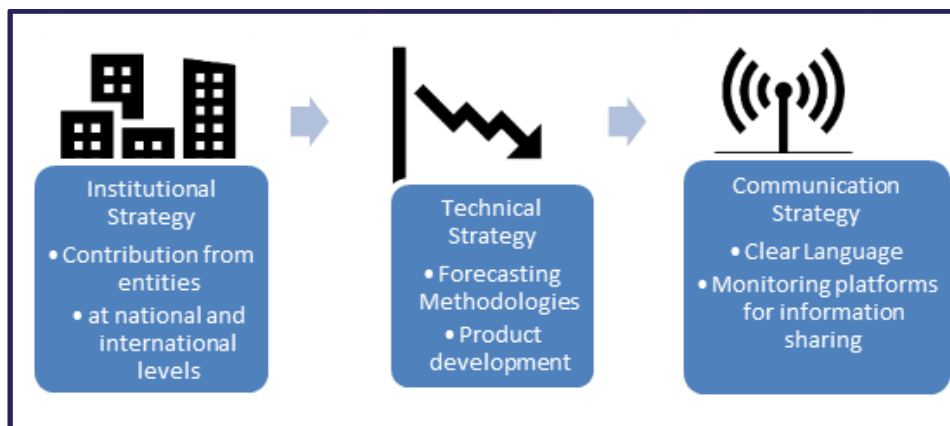 Institutional
Strategy
• Contribution from
entities
• at national and
international
levels
Technical
Strategy
• Forecasting
Methodologies
• Product
development
Communication
Strategy
• Clear Language
• Monitoring platforms
for information
sharing